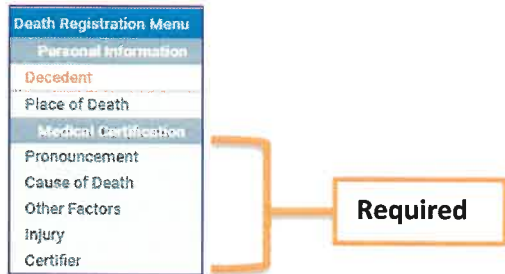 Death Registration Menu
Personal Information
Decedent
Place of Death
Medical Certification
Pronouncement
Cause of Death
Other Factors
Injury
Certifier
Required